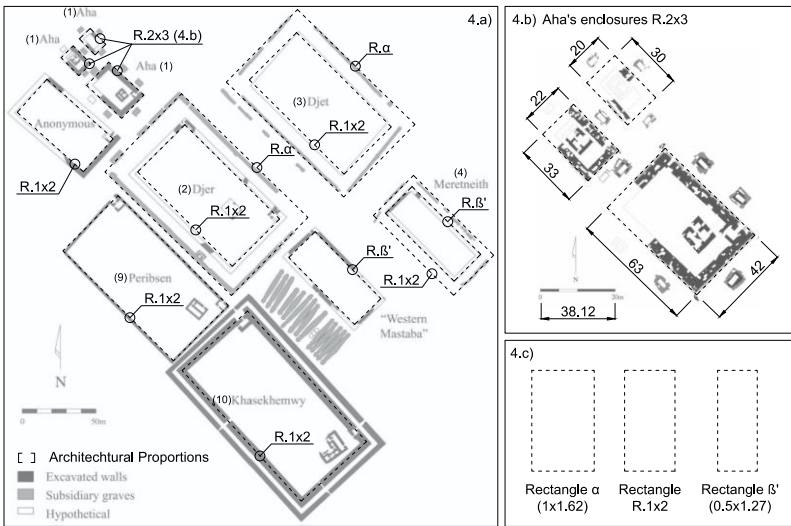 4.a)
(1)Aha
(1)Aha
R.2x3 (4.b)
Aha (1)
Anonymous
R.1x2
R.α
(3)Djet
R.1x2
R.α
(2)Djer
R.1x2
(4)
Meretneith
R.ß'
R.1x2
R.ß'
(9)Peribsen
R.1x2
"Western
Mastaba"
N
0 50m
(10)Khasekhemwy
R.1x2
Architechtural Proportions
Excavated walls
Subsidiary graves
Hypothetical
4.b) Aha's enclosures R.2x3
20
30
22
33
63
42
N
0 20m
38.12
4.c)
Rectangle α
(1x1.62)
Rectangle
R.1x2
Rectangle ß'
(0.5x1.27)